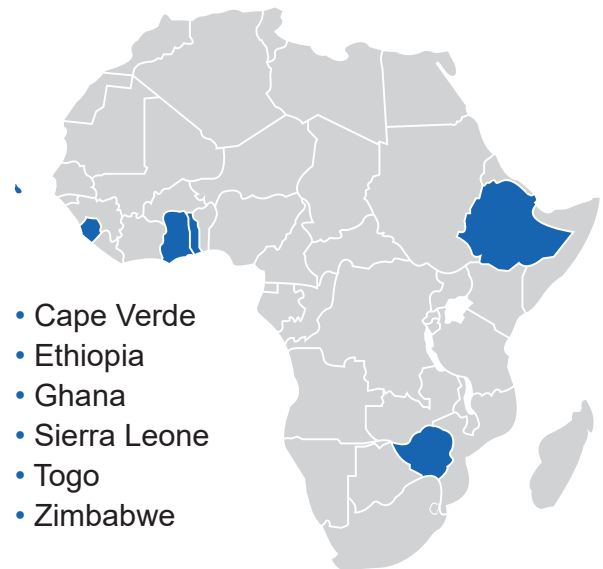 • Cape Verde
• Ethiopia
• Ghana
• Sierra Leone
• Togo
• Zimbabwe